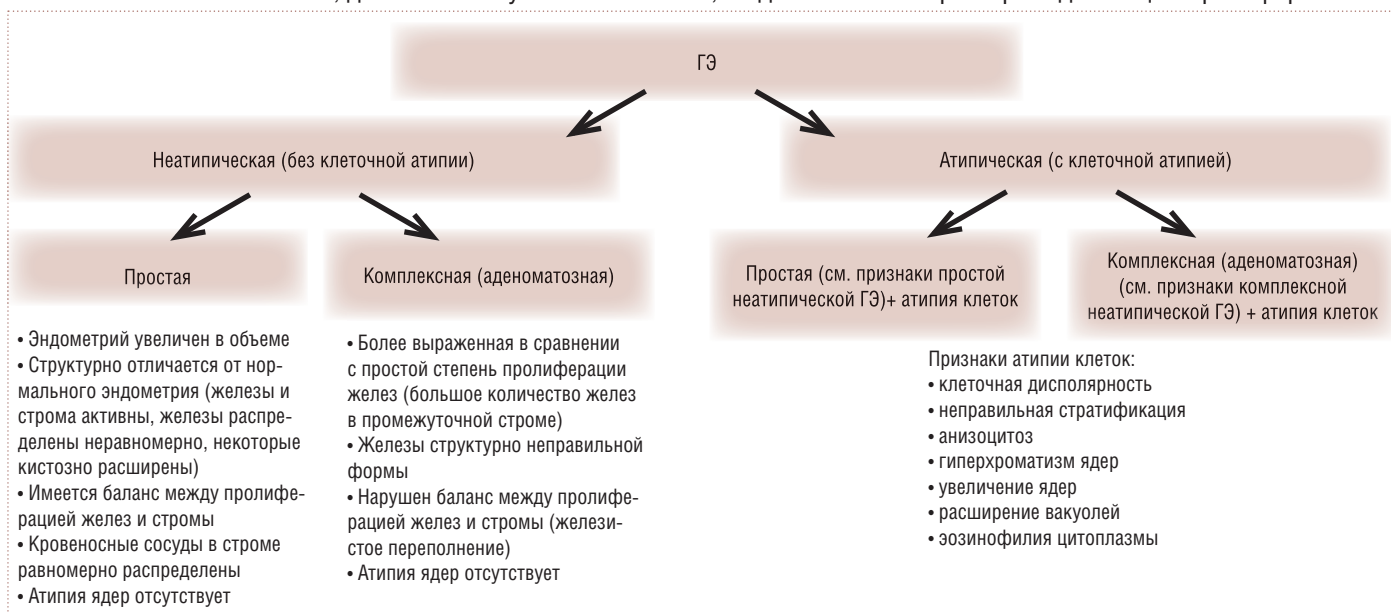 ГЭ
Неатипическая (без клеточной атипии)
Атипическая (с клеточной атипией)
Простая
Комплексная (аденоматозная)
Простая (см. признаки простой
неатипической ГЭ)+ атипия клеток
Комплексная (аденоматозная)
(см. признаки комплексной
неатипической ГЭ) + атипия клеток
• Эндометрий увеличен в объеме
• Структурно отличается от нор-
мального эндометрия (железы и
строма активны, железы распре-
делены неравномерно, некоторые
кистозно расширены)
• Имеется баланс между пролифе-
рацией желез и стромы
• Кровеносные сосуды в строме
равномерно распределены
• Атипия ядер отсутствует
• Более выраженная в сравнении
с простой степень пролиферации
желез (большое количество желез
в промежуточной строме)
• Железы структурно неправильной
формы
• Нарушен баланс между пролифе-
рацией желез и стромы (желези-
стое переполнение)
• Атипия ядер отсутствует
Признаки атипии клеток:
• клеточная дисполярность
• неправильная стратификация
• анизоцитоз
• гиперхроматизм ядер
• увеличение ядер
• расширение вакуолей
• эозинофилия цитоплазмы